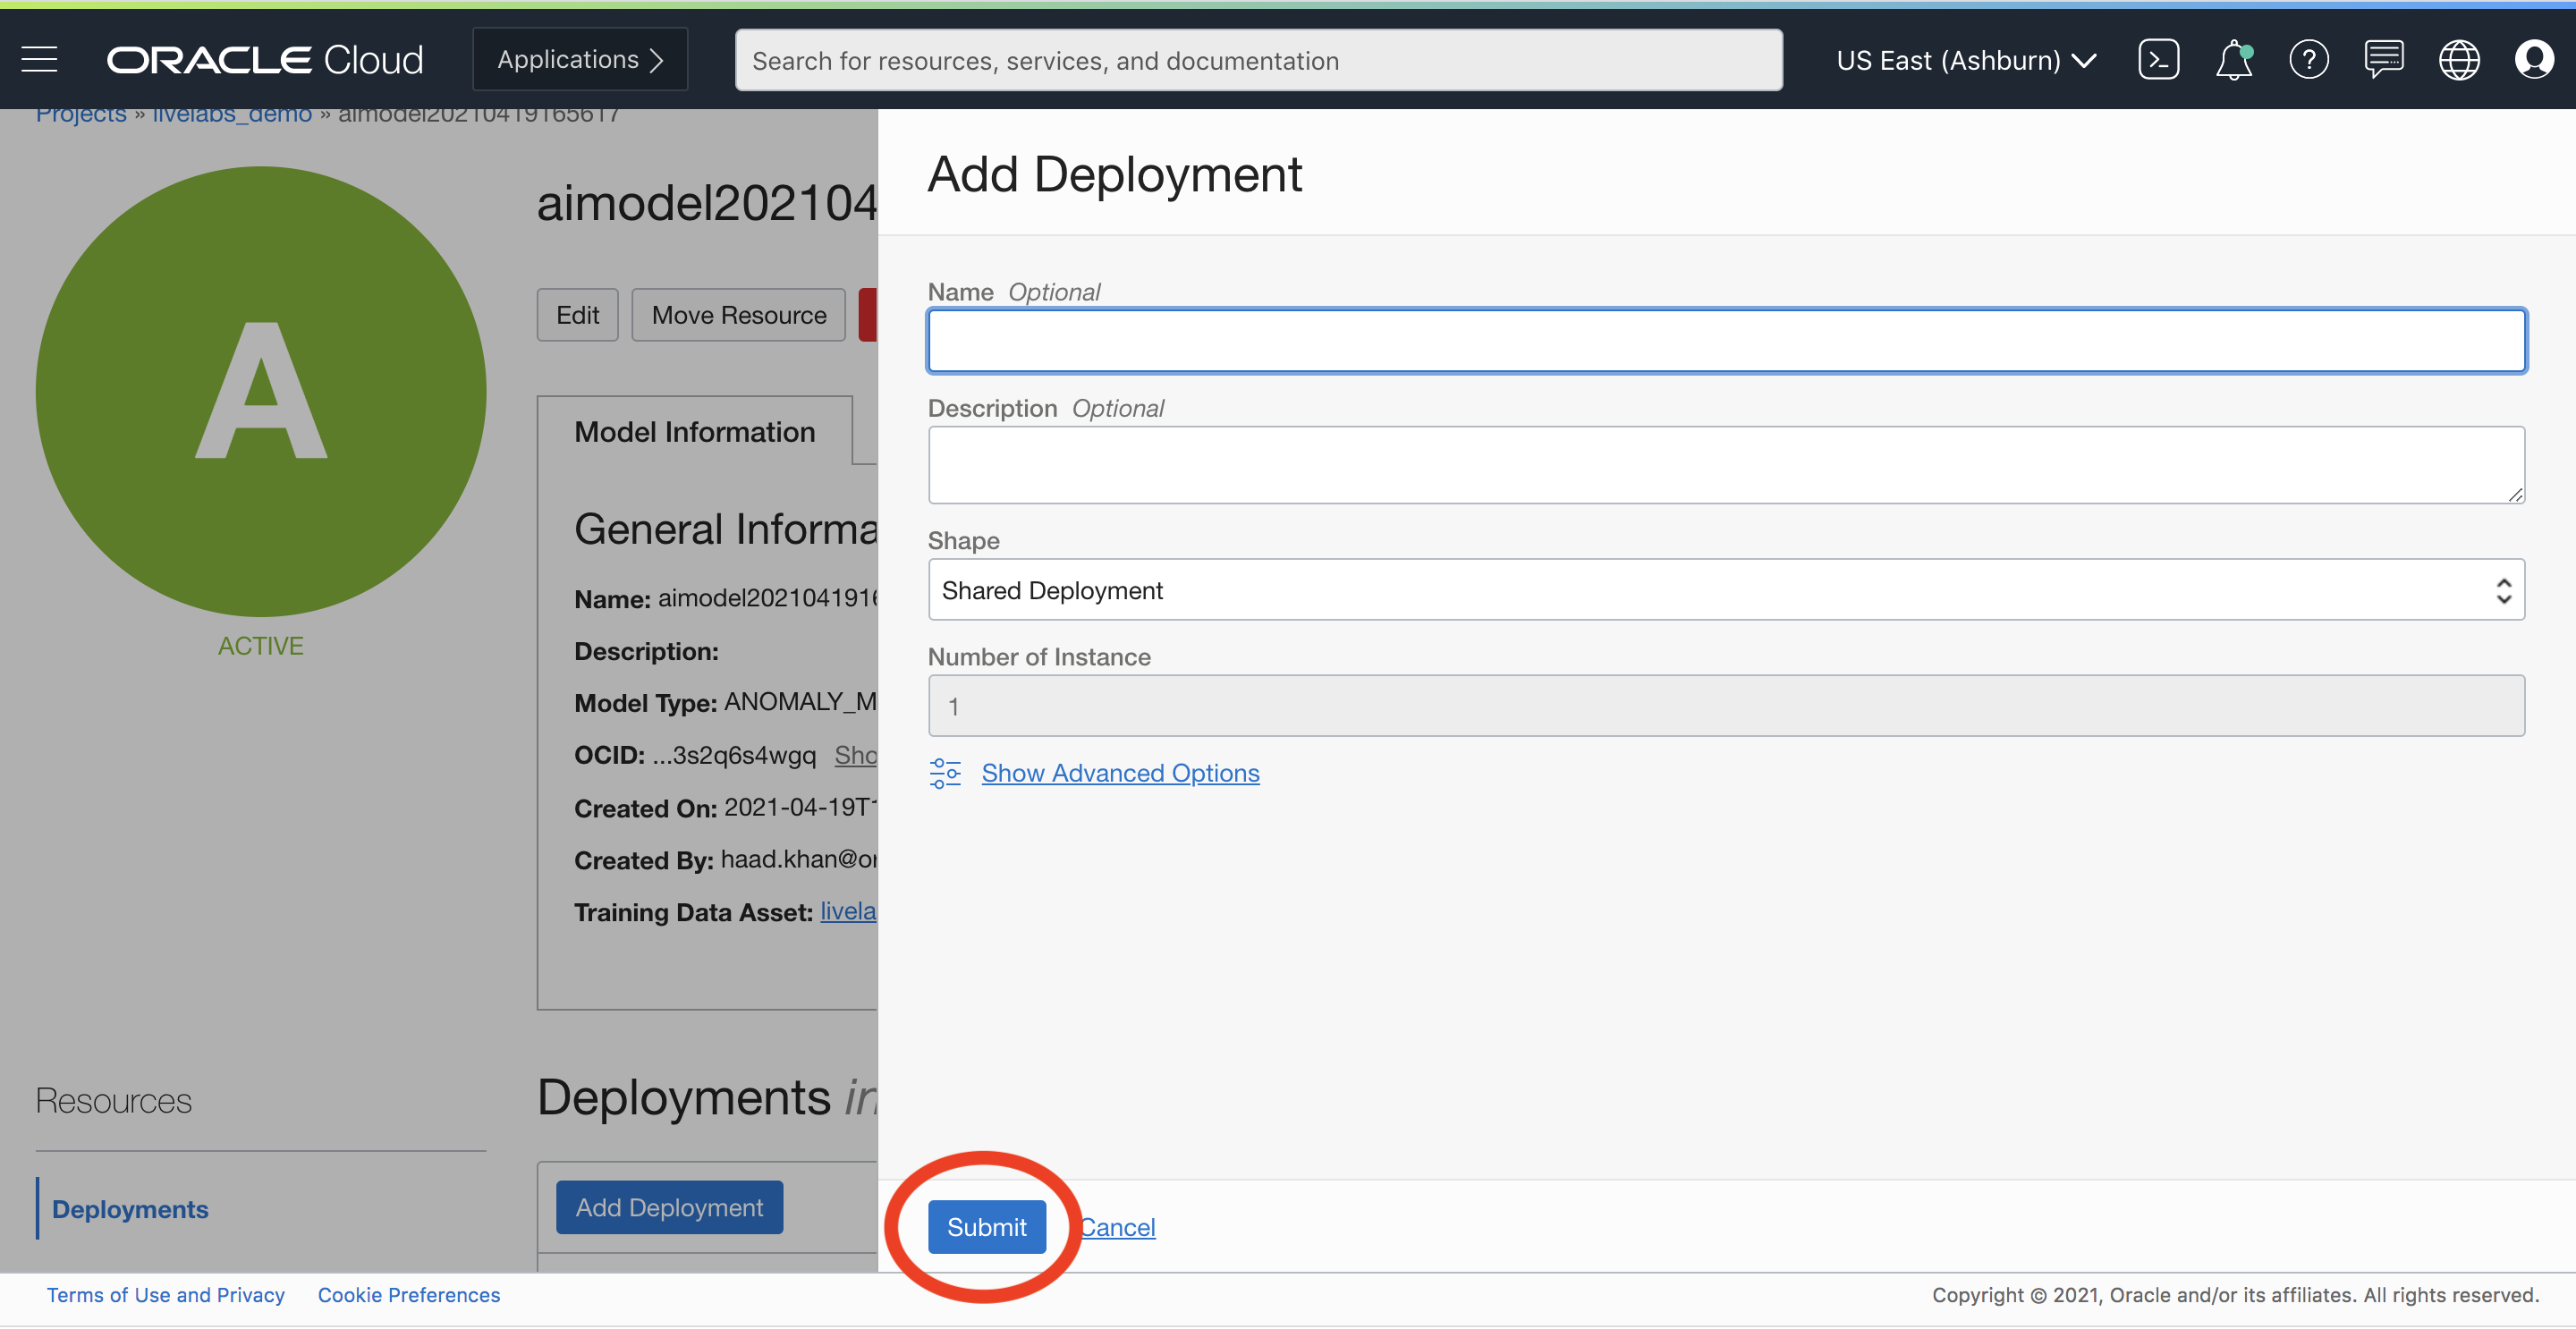 ORACLE Cloud
Applications
Search for resources, services, and documentation
US East (Ashburn)
Projects » livelabs_demo » aimodel20210419165617
A
ACTIVE
aimodel202104
Edit
Move Resource
Model Information
General Informa
Name: aimodel2021041916
Description:
Model Type: ANOMALY_M
OCID: ...3s2q6s4wgq Sho
Created On: 2021-04-19T1
Created By: haad.khan@or
Training Data Asset: livela
Resources
Deployments
Deployments in
Add Deployment
Add Deployment
Name Optional
Description Optional
Shape
Shared Deployment
Number of Instance
1
Show Advanced Options
Submit
Cancel
Terms of Use and Privacy
Cookie Preferences
Copyright © 2021, Oracle and/or its affiliates. All rights reserved.